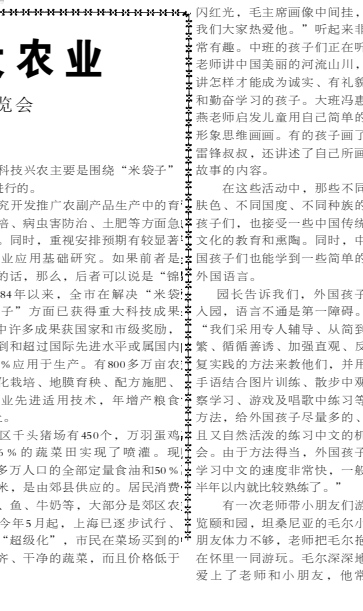 农业
览会
科技兴农主要是围绕“米袋子”
进行的。
究开发推广农副产品生产中的育
培、病虫害防治、土肥等方面急
。同时，重视安排预期有较显著
业应用基础研究。如果前者是
的话，那么，后者可以说是“锦
84年以来，全市在解决“米袋
子”方面已获得重大科技成果
中许多成果获国家和市级奖励，
到和超过国际先进水平或属国内
%应用于生产。有800多万亩农
化栽培、地膜育秧、配方施肥、
业先进适用技术，年增产粮食
。
区千头猪场有450个，万羽蛋鸡
6%的蔬菜田实现了喷灌。现
多万人口的全部定量食油和50%
米，是由郊县供应的。居民消费
、鱼、牛奶等，大部分是郊区农
今年5月起，上海已逐步试行、
“超级化”，市民在菜场买到的
齐、干净的蔬菜，而且价格低于
闪红光，毛主席画像中间挂，
我们大家热爱他。”听起来非
常有趣。中班的孩子们正在听
老师讲中国美丽的河流山川，
讲怎样才能成为诚实、有礼貌
和勤奋学习的孩子。大班冯惠
燕老师启发儿童用自己简单的
形象思维画画。有的孩子画了
雷锋叔叔，还讲述了自己所画
故事的内容。
在这些活动中，那些不同
肤色、不同国度、不同种族的
孩子们，也接受一些中国传统
文化的教育和熏陶。同时，中
国孩子们也能学到一些简单的
外国语言。
园长告诉我们，外国孩子
入园，语言不通是第一障碍。
“我们采用专人辅导、从简到
繁、循循善诱、加强直观、反
复实践的方法来教他们，并用
手语结合图片训练、散步中观
察学习、游戏及唱歌中练习等
方法，给外国孩子尽量多的、
且又自然活泼的练习中文的机
会。由于方法得当，外国孩子
学习中文的速度非常快，一般
半年以内就比较熟练了。”
有一次老师带小朋友们游
览颐和园，坦桑尼亚的毛尔小
朋友体力不够，老师把毛尔抱
在怀里一同游玩。毛尔深深地
爱上了老师和小朋友，他常